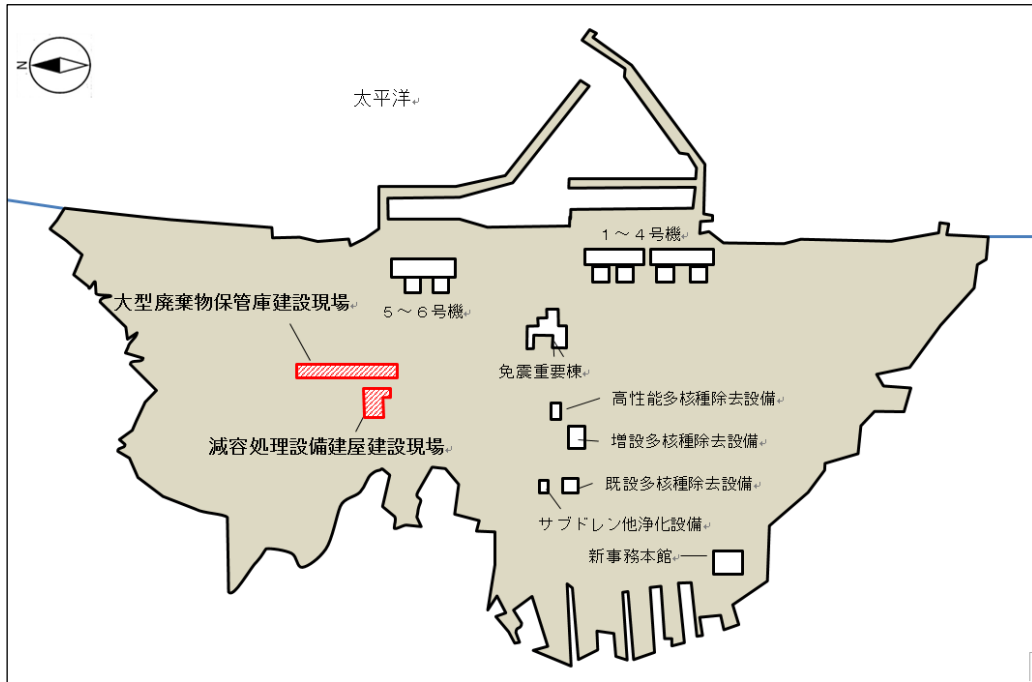 N
太平洋
1～4号機
大型廃棄物保管庫建設現場
5～6号機
免震重要棟
高性能多核種除去設備
増設多核種除去設備
減容処理設備建屋建設現場
既設多核種除去設備
サブドレン他浄化設備
新事務本館